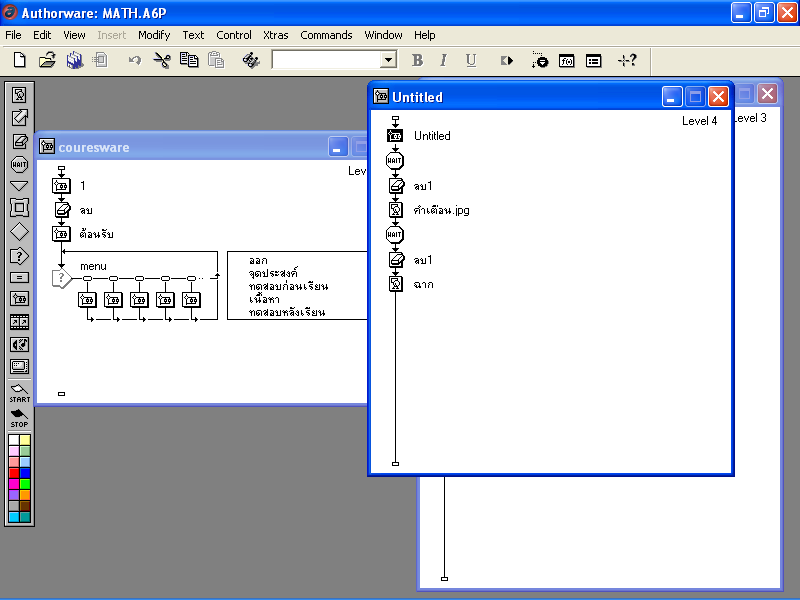 Authorware: MATH.A6P
File Edit View Insert Modify Text Control Xtras Commands Window Help
B I U
WAIT
START
STOP
couresware
1
ลบ
ต้อนรับ
menu
ออก
จุดประสงค์
ทดสอบก่อนเรียน
เนื้อหา
ทดสอบหลังเรียน
Untitled
Level 4
Untitled
WAIT
ลบ1
คำเตือน.jpg
WAIT
ลบ1
ฉาก
Level 3